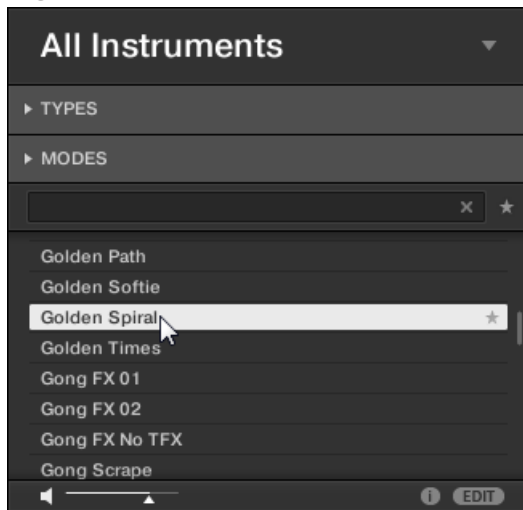 All Instruments
TYPES
MODES
Golden Path
Golden Softie
Golden Spiral
Golden Times
Gong FX 01
Gong FX 02
Gong FX No TFX
Gong Scrape
i EDIT